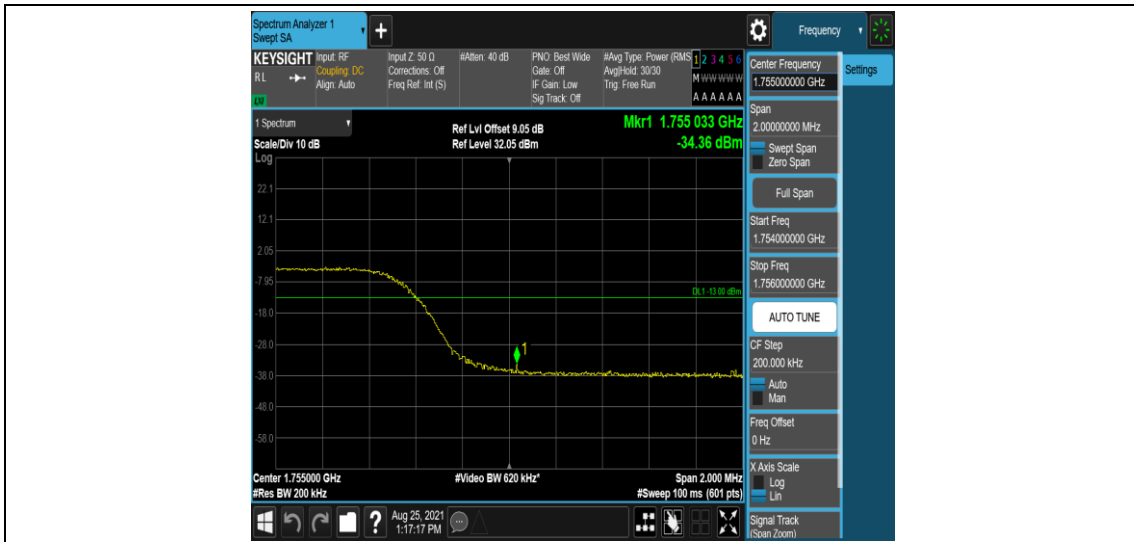 Spectrum Analyzer 1
Swept SA
+
Frequency
KEYSIGHT
RL
LXI
Input: RF
Coupling: DC
Align: Auto
Input Z: 50 Ω
Corrections: Off
Freq Ref: Int (S)
#Atten: 40 dB
PNO: Best Wide
Gate: Off
IF Gain: Low
Sig Track: Off
#Avg Type: Power (RMS
Avg|Hold: 30/30
Trig: Free Run
1 2 3 4 5 6
M W W W W W
A A A A A A
1 Spectrum
Scale/Div 10 dB
Ref Lvl Offset 9.05 dB
Ref Level 32.05 dBm
Mkr1 1.755 033 GHz
-34.36 dBm
Log
22.1
12.1
2.05
-7.95
-18.0
-28.0
-38.0
-48.0
-58.0
DL1 -13.00 dBm
1
Center 1.755000 GHz
#Res BW 200 kHz
#Video BW 620 kHz*
Span 2.000 MHz
#Sweep 100 ms (601 pts)
Center Frequency
1.755000000 GHz
Settings
Span
2.00000000 MHz
Swept Span
Zero Span
Full Span
Start Freq
1.754000000 GHz
Stop Freq
1.756000000 GHz
AUTO TUNE
CF Step
200.000 kHz
Auto
Man
Freq Offset
0 Hz
X Axis Scale
Log
Lin
Signal Track
(Span Zoom)
?
Aug 25, 2021
1:17:17 PM